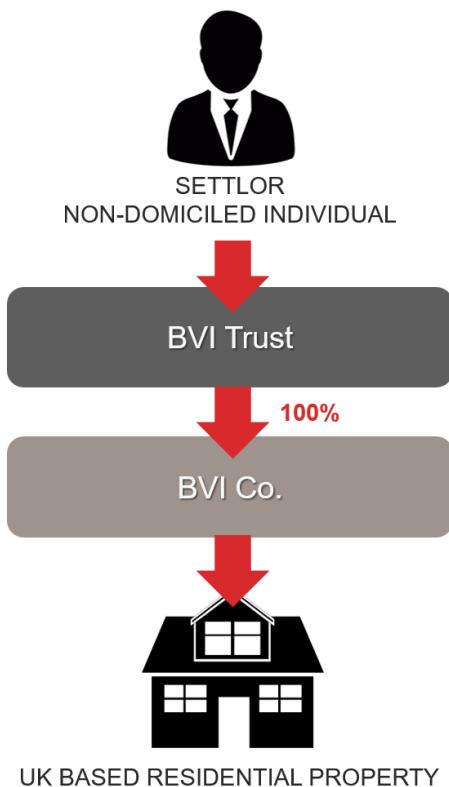 SETTLOR
NON-DOMICILED INDIVIDUAL
BVI Trust
100%
BVI Co.
UK BASED RESIDENTIAL PROPERTY